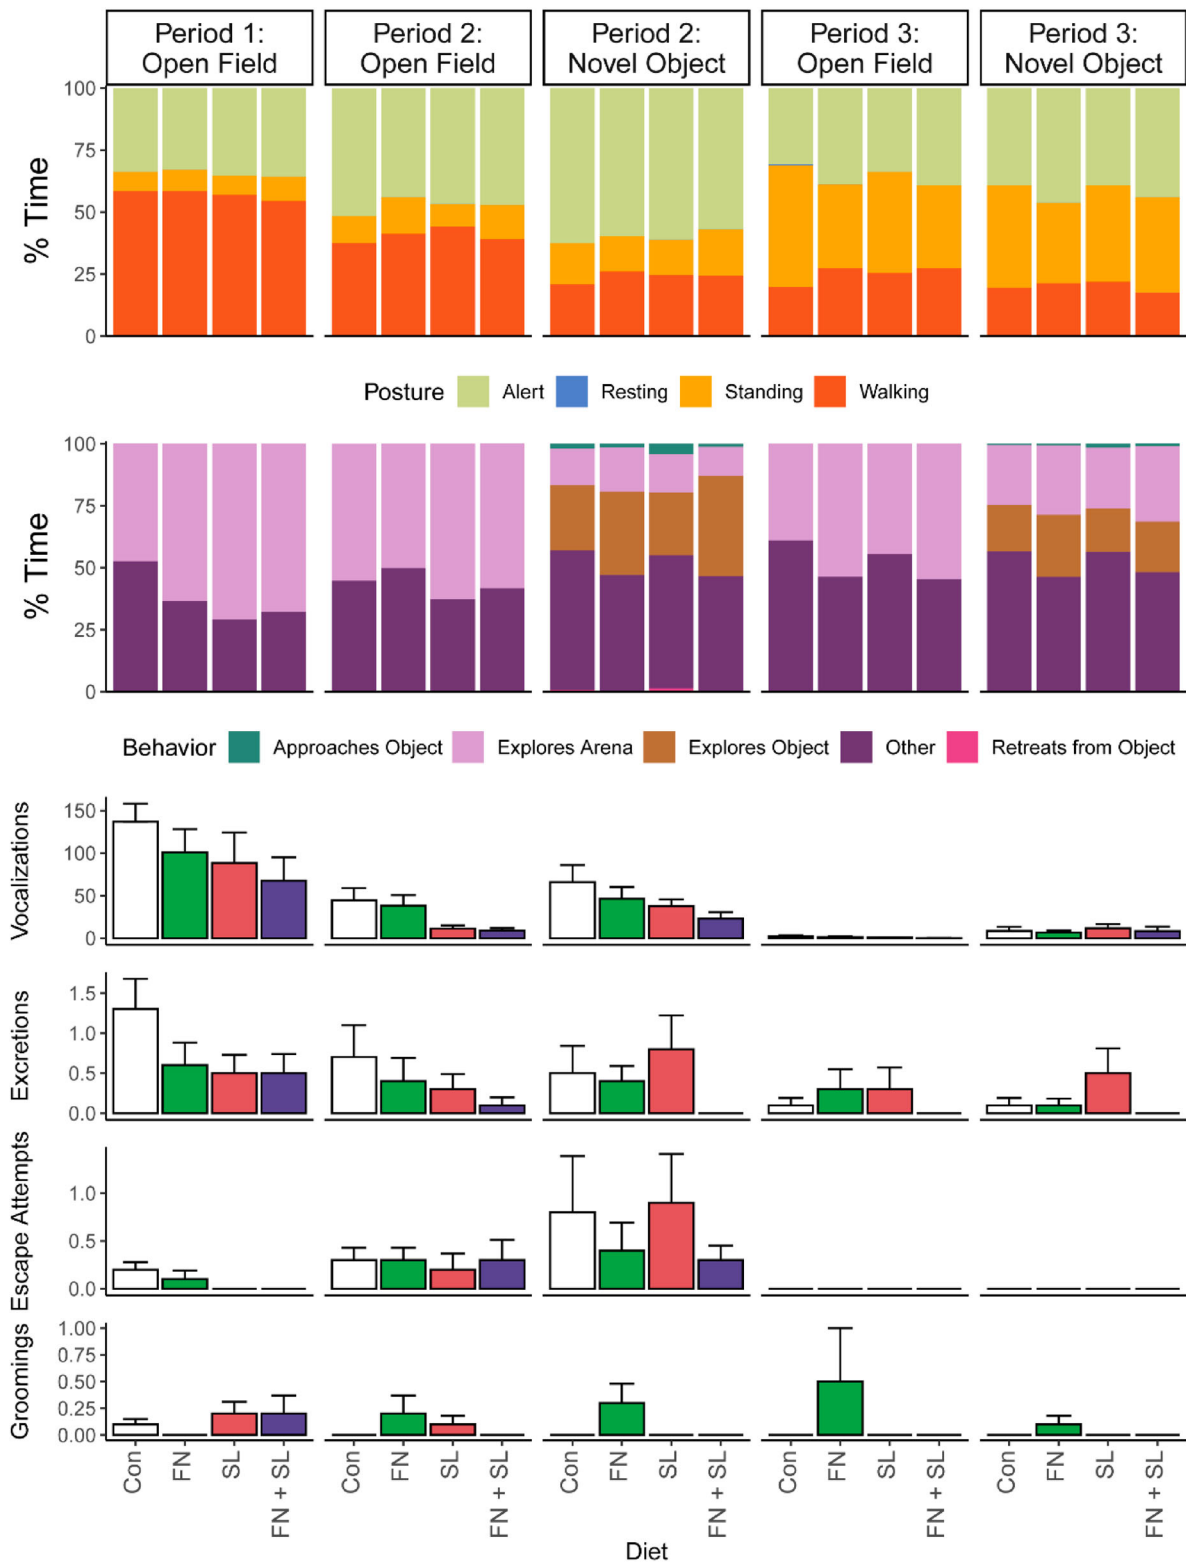 Period 1:
Open Field
Period 2:
Open Field
Period 2:
Novel Object
Period 3:
Open Field
Period 3:
Novel Object
% Time
100
75
50
25
0
Posture Alert Resting Standing Walking
% Time
100
75
50
25
0
Behavior Approaches Object Explores Arena Explores Object Other Retreats from Object
Vocalizations
150
100
50
0
Excretions
1.5
1.0
0.5
0.0
Escape Attempts
1.0
0.5
0.0
Groomings
1.00
0.75
0.50
0.25
0.00
Con FN SL FN + SL Con FN SL FN + SL Con FN SL FN + SL Con FN SL FN + SL Con FN SL FN + SL
Diet